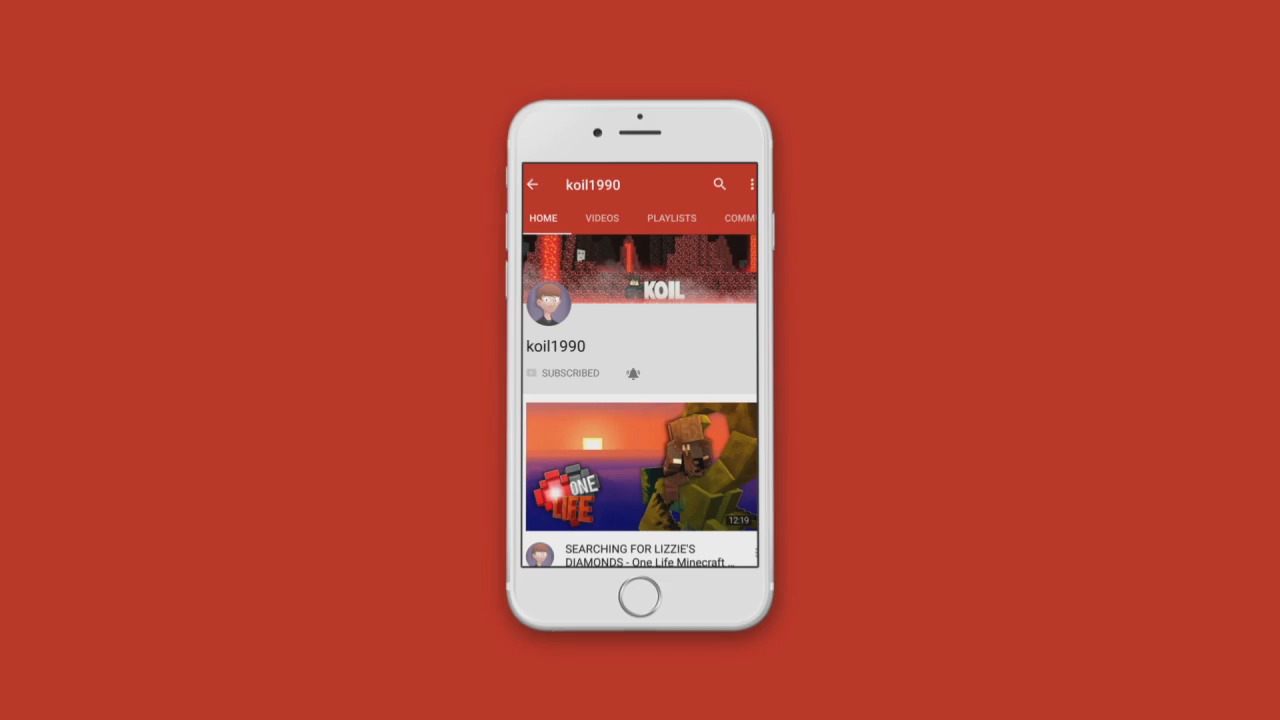 koil1990
HOME VIDEOS PLAYLISTS COMM
KOIL
koil1990
SUBSCRIBED
ONE
LIFE
12:19
SEARCHING FOR LIZZIE'S
DIAMONDS - One Life Minecraft ...